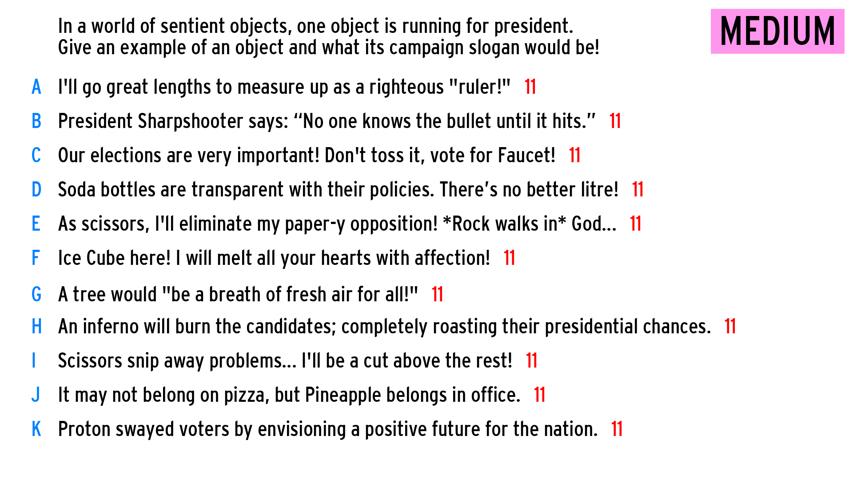 In a world of sentient objects, one object is running for president.
Give an example of an object and what its campaign slogan would be!
MEDIUM
A I'll go great lengths to measure up as a righteous "ruler!" 11
B President Sharpshooter says: “No one knows the bullet until it hits.” 11
C Our elections are very important! Don't toss it, vote for Faucet! 11
D Soda bottles are transparent with their policies. There’s no better litre! 11
E As scissors, I'll eliminate my paper-y opposition! *Rock walks in* God... 11
F Ice Cube here! I will melt all your hearts with affection! 11
G A tree would "be a breath of fresh air for all!" 11
H An inferno will burn the candidates; completely roasting their presidential chances. 11
I Scissors snip away problems... I'll be a cut above the rest! 11
J It may not belong on pizza, but Pineapple belongs in office. 11
K Proton swayed voters by envisioning a positive future for the nation. 11